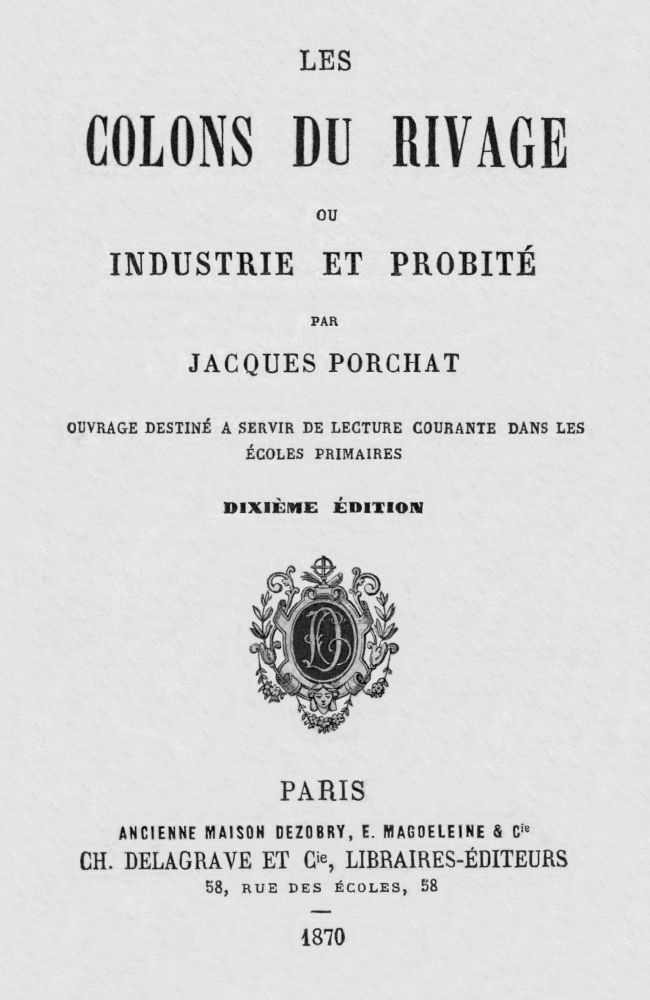 LES
COLONS DU RIVAGE
OU
INDUSTRIE ET PROBITÉ
PAR
JACQUES PORCHAT
OUVRAGE DESTINÉ A SERVIR DE LECTURE COURANTE DANS LES
ÉCOLES PRIMAIRES
DIXIÈME ÉDITION
PARIS
ANCIENNE MAISON DEZOBRY, E. MAGDELEINE & Cie
CH. DELAGRAVE ET Cie, LIBRAIRES-ÉDITEURS
58, RUE DES ÉCOLES, 58
1870